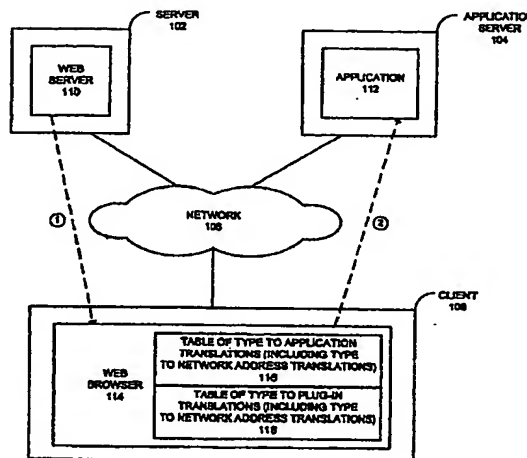 SERVER
102
WEB
SERVER
110
APPLICATION
SERVER
104
APPLICATION
112
NETWORK
106
①
②
CLIENT
108
WEB
BROWSER
114
TABLE OF TYPE TO APPLICATION
TRANSLATIONS (INCLUDING TYPE
TO NETWORK ADDRESS TRANSLATIONS)
116
TABLE OF TYPE TO PLUG-IN
TRANSLATIONS (INCLUDING TYPE
TO NETWORK ADDRESS TRANSLATIONS)
118